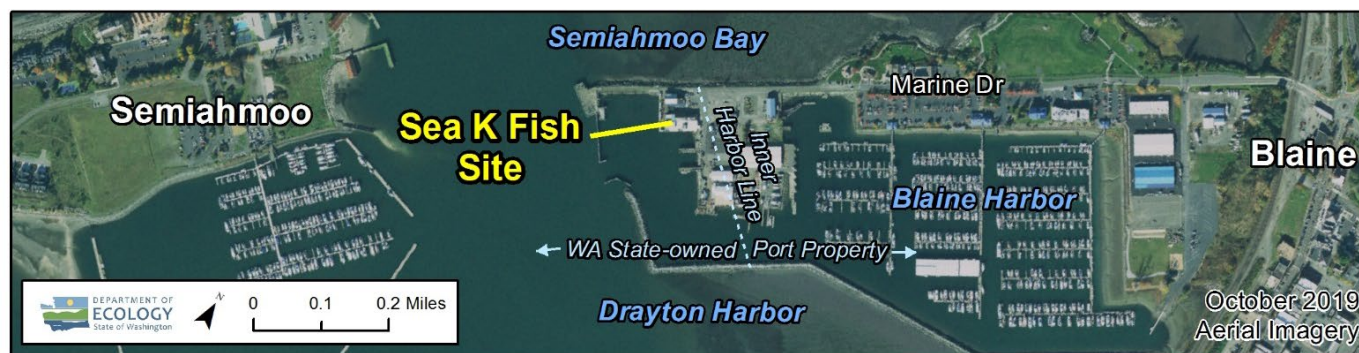 Semiahmoo Bay
Marine Dr
Semiahmoo
Sea K Fish
Site
Inner
Harbor Line
Blaine
Blaine Harbor
WA State-owned
Port Property
DEPARTMENT OF
ECOLOGY
State of Washington
N
0 0.1 0.2 Miles
Drayton Harbor
October 2019
Aerial Imagery